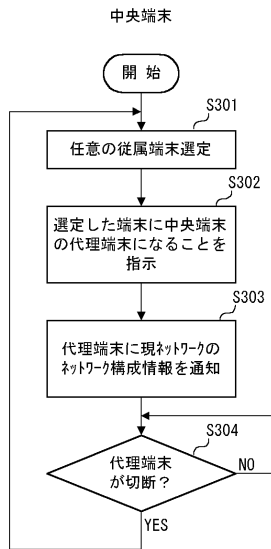 中央端末
開 始
S301
任意の従属端末選定
S302
選定した端末に中央端末
の代理端末になることを
指示
S303
代理端末に現ﾈｯﾄﾜｰｸの
ﾈｯﾄﾜｰｸ構成情報を通知
S304
代理端末
が切断?
NO
YES